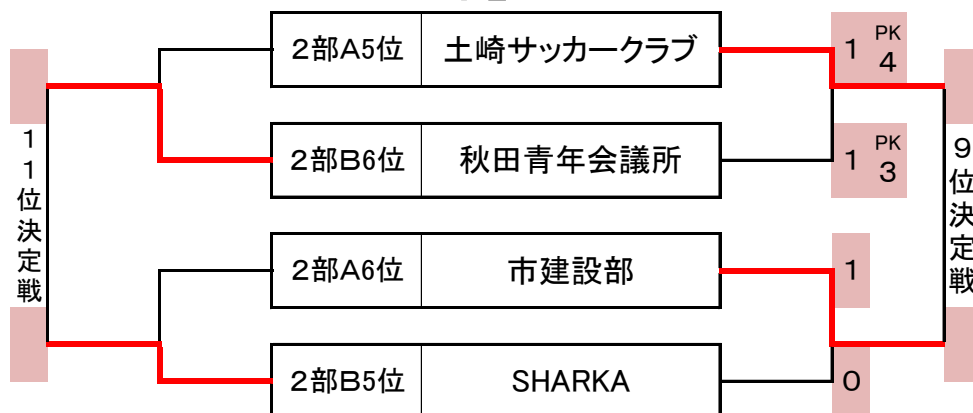 2部A5位 土崎サッカークラブ 1 PK 4
2部B6位 秋田青年会議所 1 PK 3
11位決定戦
9位決定戦
2部A6位 市建設部 1
2部B5位 SHARKA 0